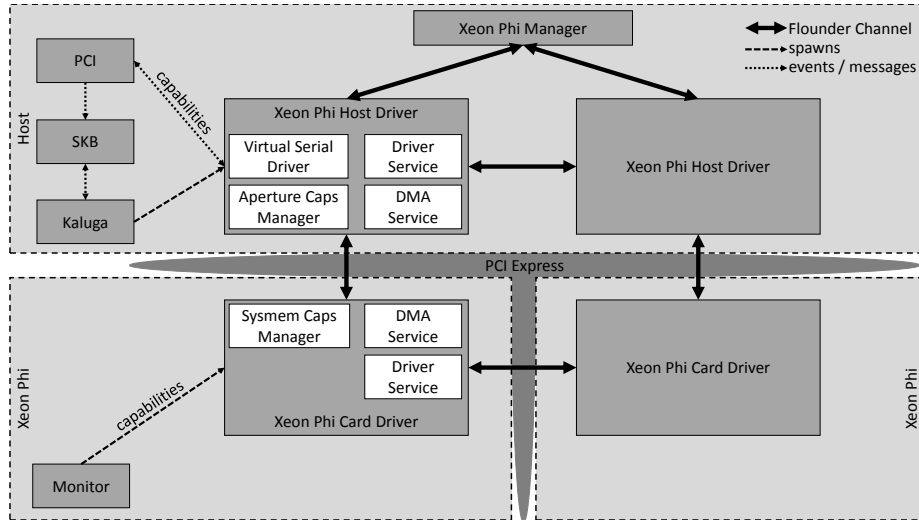 Xeon Phi Manager
Flounder Channel
spawns
events / messages
PCI
capabilities
Host
SKB
Kaluga
Xeon Phi Host Driver
Virtual Serial
Driver
Driver
Service
Aperture Caps
Manager
DMA
Service
Xeon Phi Host Driver
PCI Express
Sysmem Caps
Manager
DMA
Service
Driver
Service
Xeon Phi Card Driver
Xeon Phi Card Driver
Xeon Phi
capabilities
Monitor
Xeon Phi